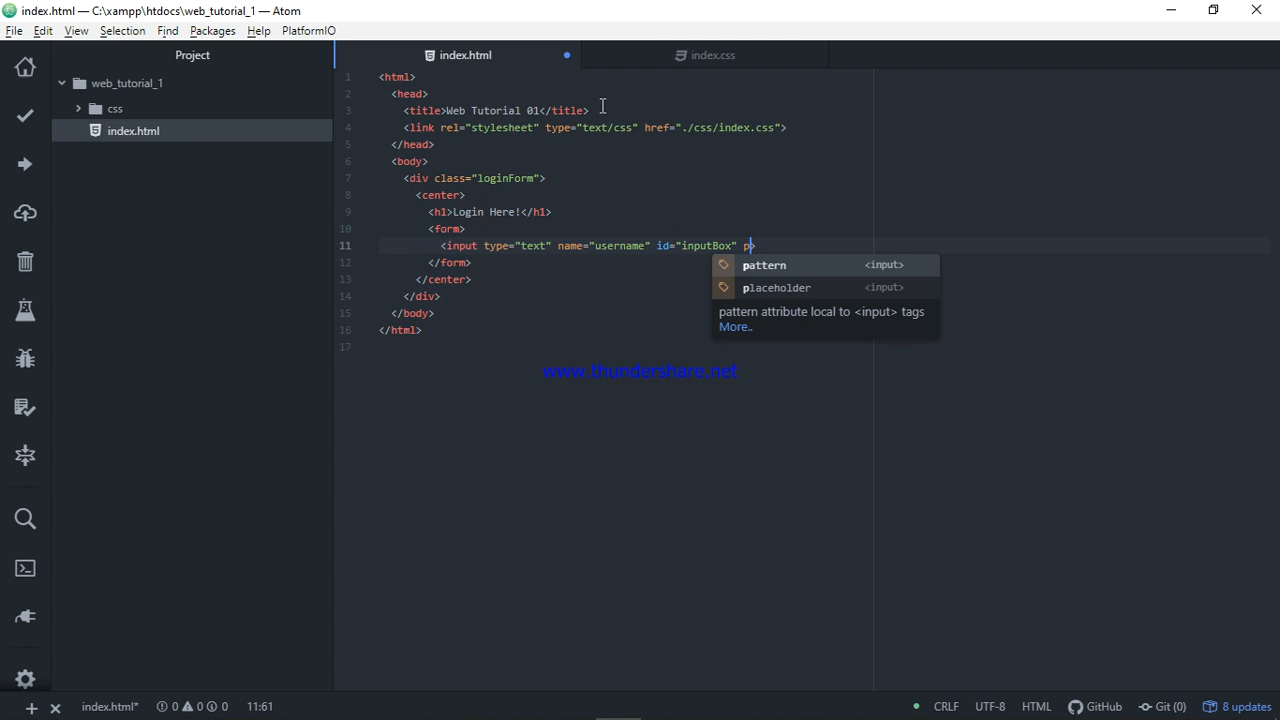 index.html — C:\xampp\htdocs\web_tutorial_1 — Atom
File Edit View Selection Find Packages Help PlatformIO
Project
index.html
index.css
web_tutorial_1
css
index.html
1 <html>
2 <head>
3 <title>Web Tutorial 01</title>
4 <link rel="stylesheet" type="text/css" href="./css/index.css">
5 </head>
6 <body>
7 <div class="loginForm">
8 <center>
9 <h1>Login Here!</h1>
10 <form>
11 <input type="text" name="username" id="inputBox" p>
12 </form>
13 </center>
14 </div>
15 </body>
16 </html>
17
pattern <input>
placeholder <input>
pattern attribute local to <input> tags
More..
www.thundershare.net
index.html* 0 0 0 11:61 CRLF UTF-8 HTML GitHub Git (0) 8 updates